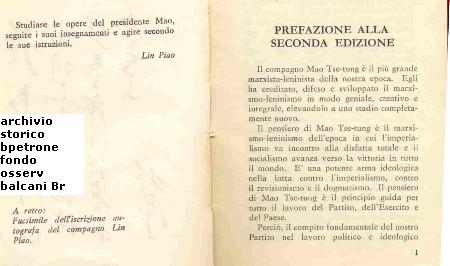 Studiare le opere del presidente Mao,
seguire i suoi insegnamenti e agire secondo
le sue istruzioni.
Lin Piao
archivio
storico
bpetrone
fondo
osserv
balcani Br
A retro:
Facsimile dell'iscrizione au-
tografa del compagno Lin
Piao.
PREFAZIONE ALLA
SECONDA EDIZIONE
Il compagno Mao Tse-tung è il più grande
marxista-leninista della nostra epoca. Egli
ha ereditato, difeso e sviluppato il marxi-
smo-leninismo in modo geniale, creativo e
integrale, elevandolo a uno stadio completa-
mente nuovo.
Il pensiero di Mao Tse-tung è il marxi-
smo-leninismo dell'epoca in cui l'imperia-
lismo va incontro alla disfatta totale e il
socialismo avanza verso la vittoria in tutto
il mondo. E' una potente arma ideologica
nella lotta contro l'imperialismo, contro
il revisionismo e il dogmatismo. Il pensiero
di Mao Tse-tung è il principio guida per
tutto il lavoro del Partito, dell'Esercito e
del Paese.
Perciò, il compito fondamentale del nostro
Partito nel lavoro politico e ideologico
I